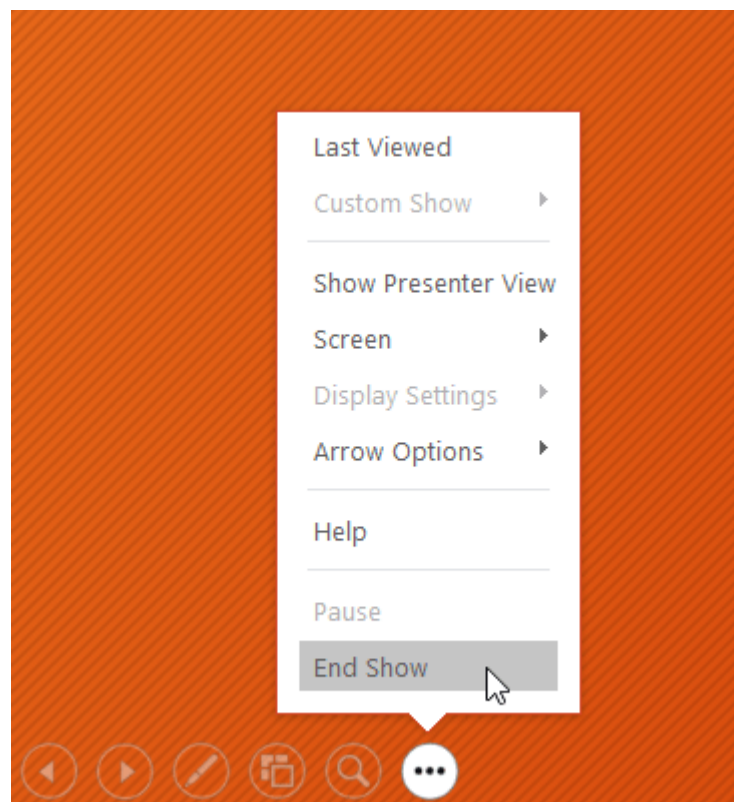 Last Viewed
Custom Show
Show Presenter View
Screen
Display Settings
Arrow Options
Help
Pause
End Show